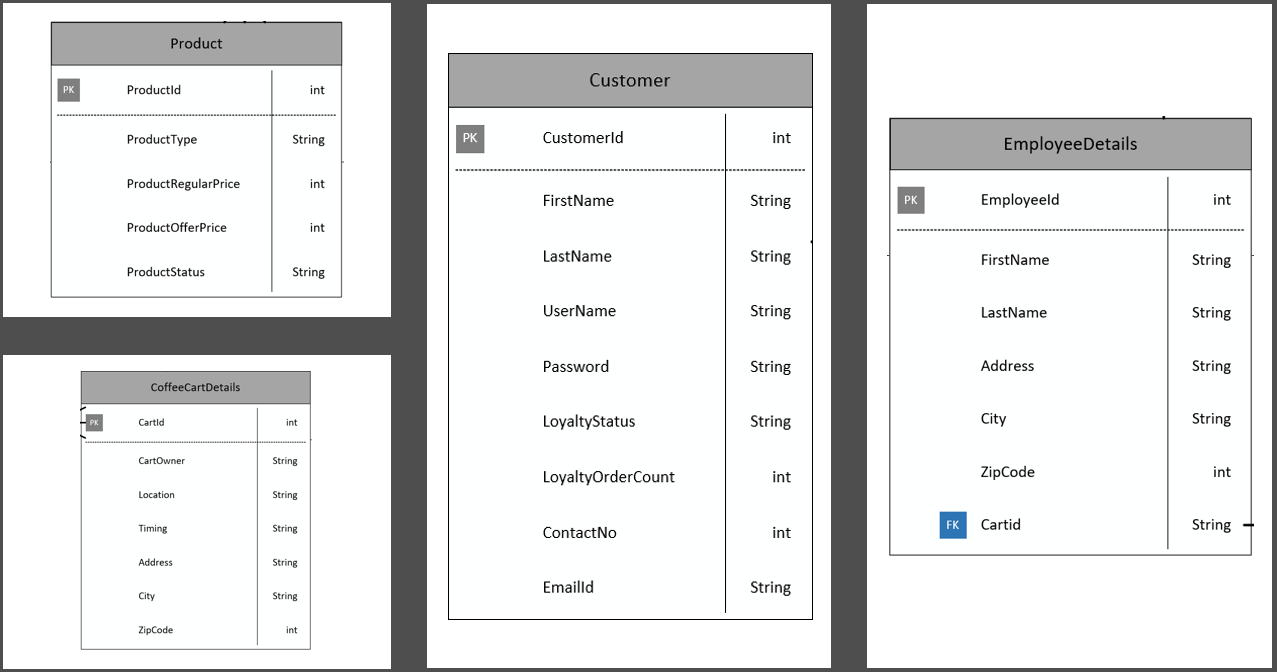 Product
PK ProductId int
ProductType String
ProductRegularPrice int
ProductOfferPrice int
ProductStatus String
CoffeeCartDetails
PK CartId int
CartOwner String
Location String
Timing String
Address String
City String
ZipCode int
Customer
PK CustomerId int
FirstName String
LastName String
UserName String
Password String
LoyaltyStatus String
LoyaltyOrderCount int
ContactNo int
EmailId String
EmployeeDetails
PK EmployeeId int
FirstName String
LastName String
Address String
City String
ZipCode int
FK Cartid String